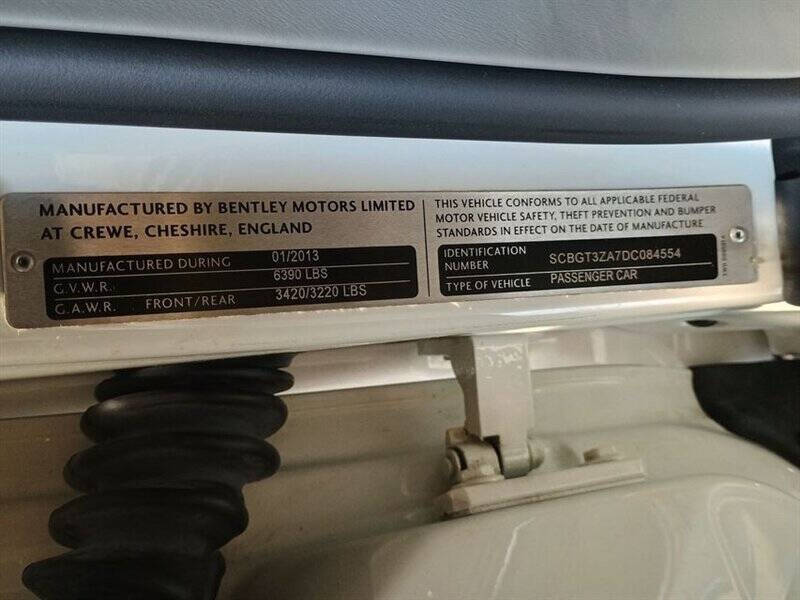 MANUFACTURED BY BENTLEY MOTORS LIMITED
AT CREWE, CHESHIRE, ENGLAND
MANUFACTURED DURING 01/2013
G.V.W.R. 6390 LBS
G.A.W.R. FRONT/REAR 3420/3220 LBS
THIS VEHICLE CONFORMS TO ALL APPLICABLE FEDERAL
MOTOR VEHICLE SAFETY, THEFT PREVENTION AND BUMPER
STANDARDS IN EFFECT ON THE DATE OF MANUFACTURE
IDENTIFICATION
NUMBER SCBGT3ZA7DC084554
TYPE OF VEHICLE PASSENGER CAR